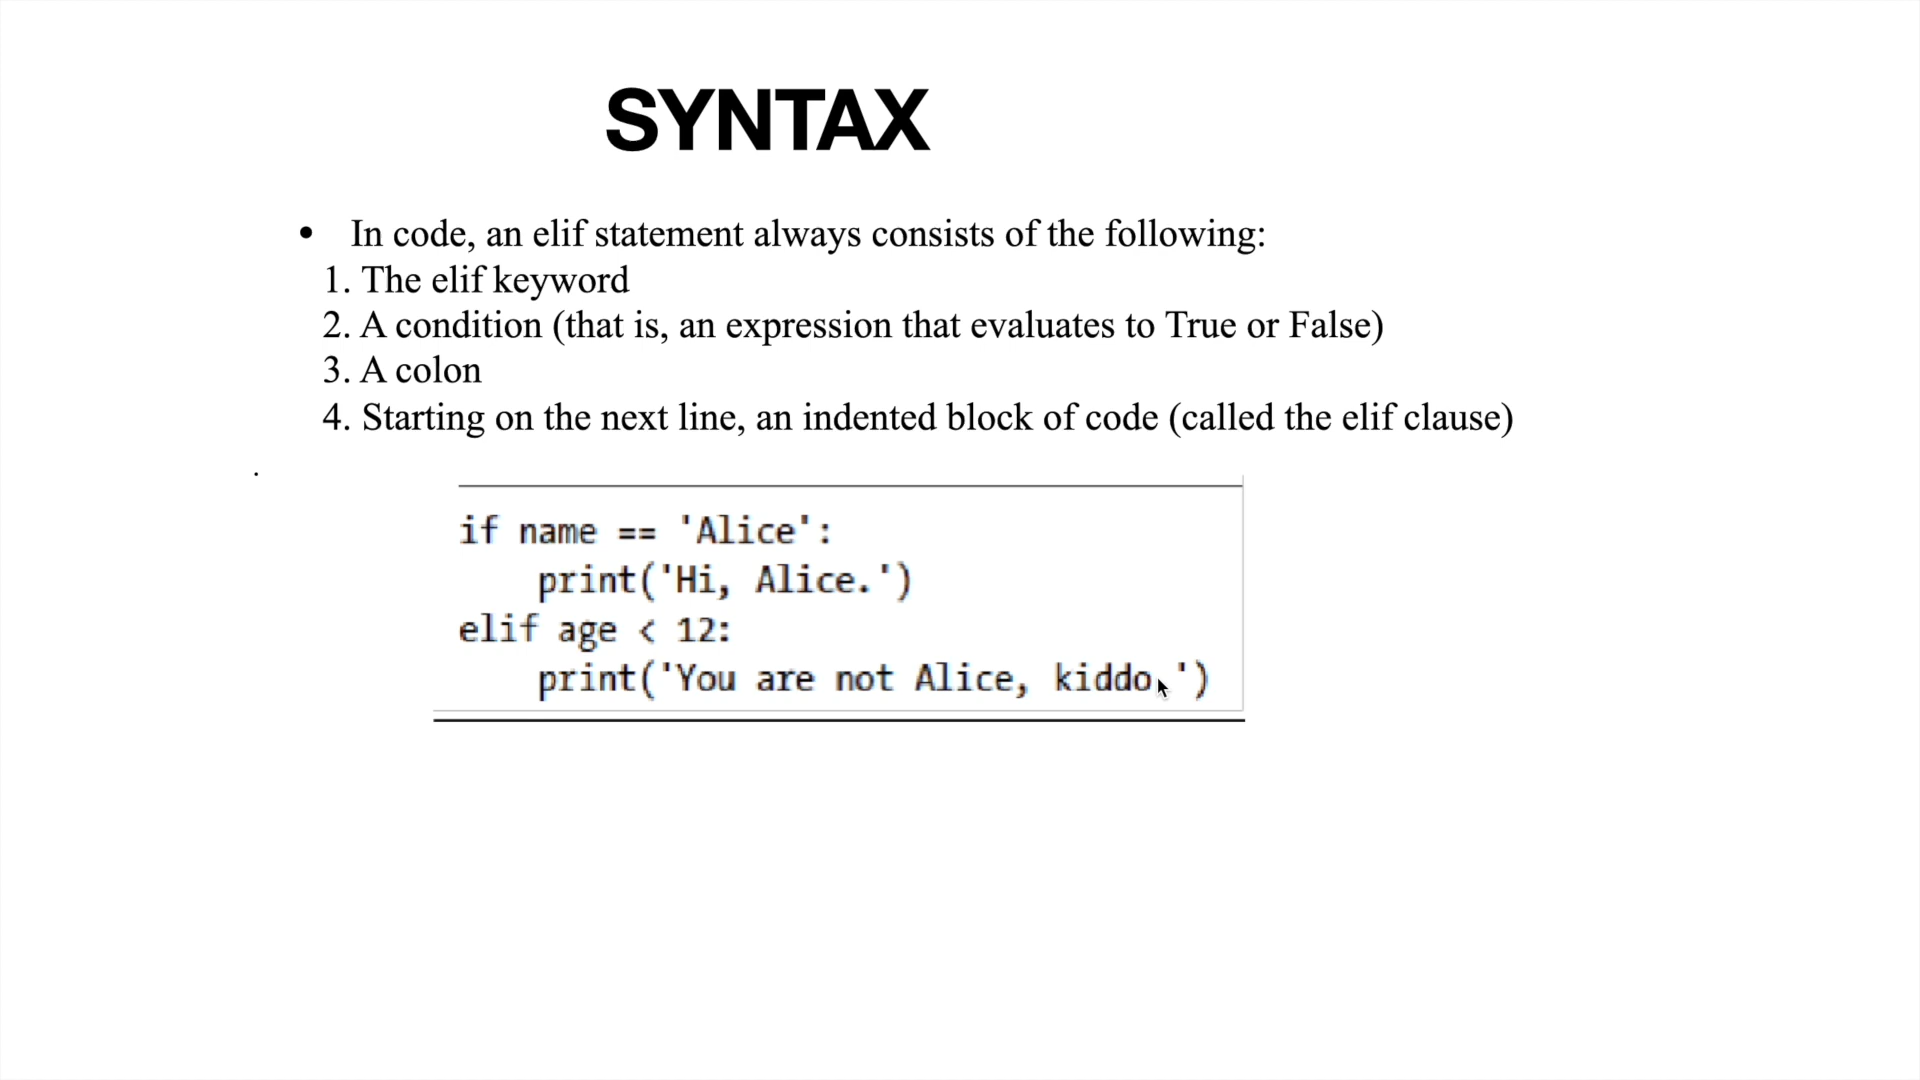 SYNTAX
• In code, an elif statement always consists of the following:
1. The elif keyword
2. A condition (that is, an expression that evaluates to True or False)
3. A colon
4. Starting on the next line, an indented block of code (called the elif clause)
.
if name == 'Alice':
    print('Hi, Alice.')
elif age < 12:
    print('You are not Alice, kiddo.')